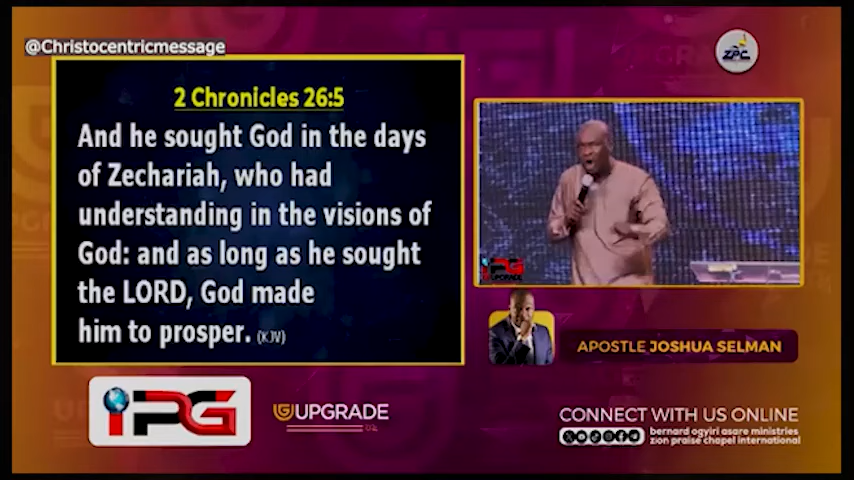 @Christocentricmessage
ZPC
2 Chronicles 26:5
And he sought God in the days
of Zechariah, who had
understanding in the visions of
God: and as long as he sought
the LORD, God made
him to prosper. (KJV)
IPG
UPGRADE
APOSTLE JOSHUA SELMAN
iPG
UPGRADE
CONNECT WITH US ONLINE
bernard ogyiri asare ministries
zion praise chapel international